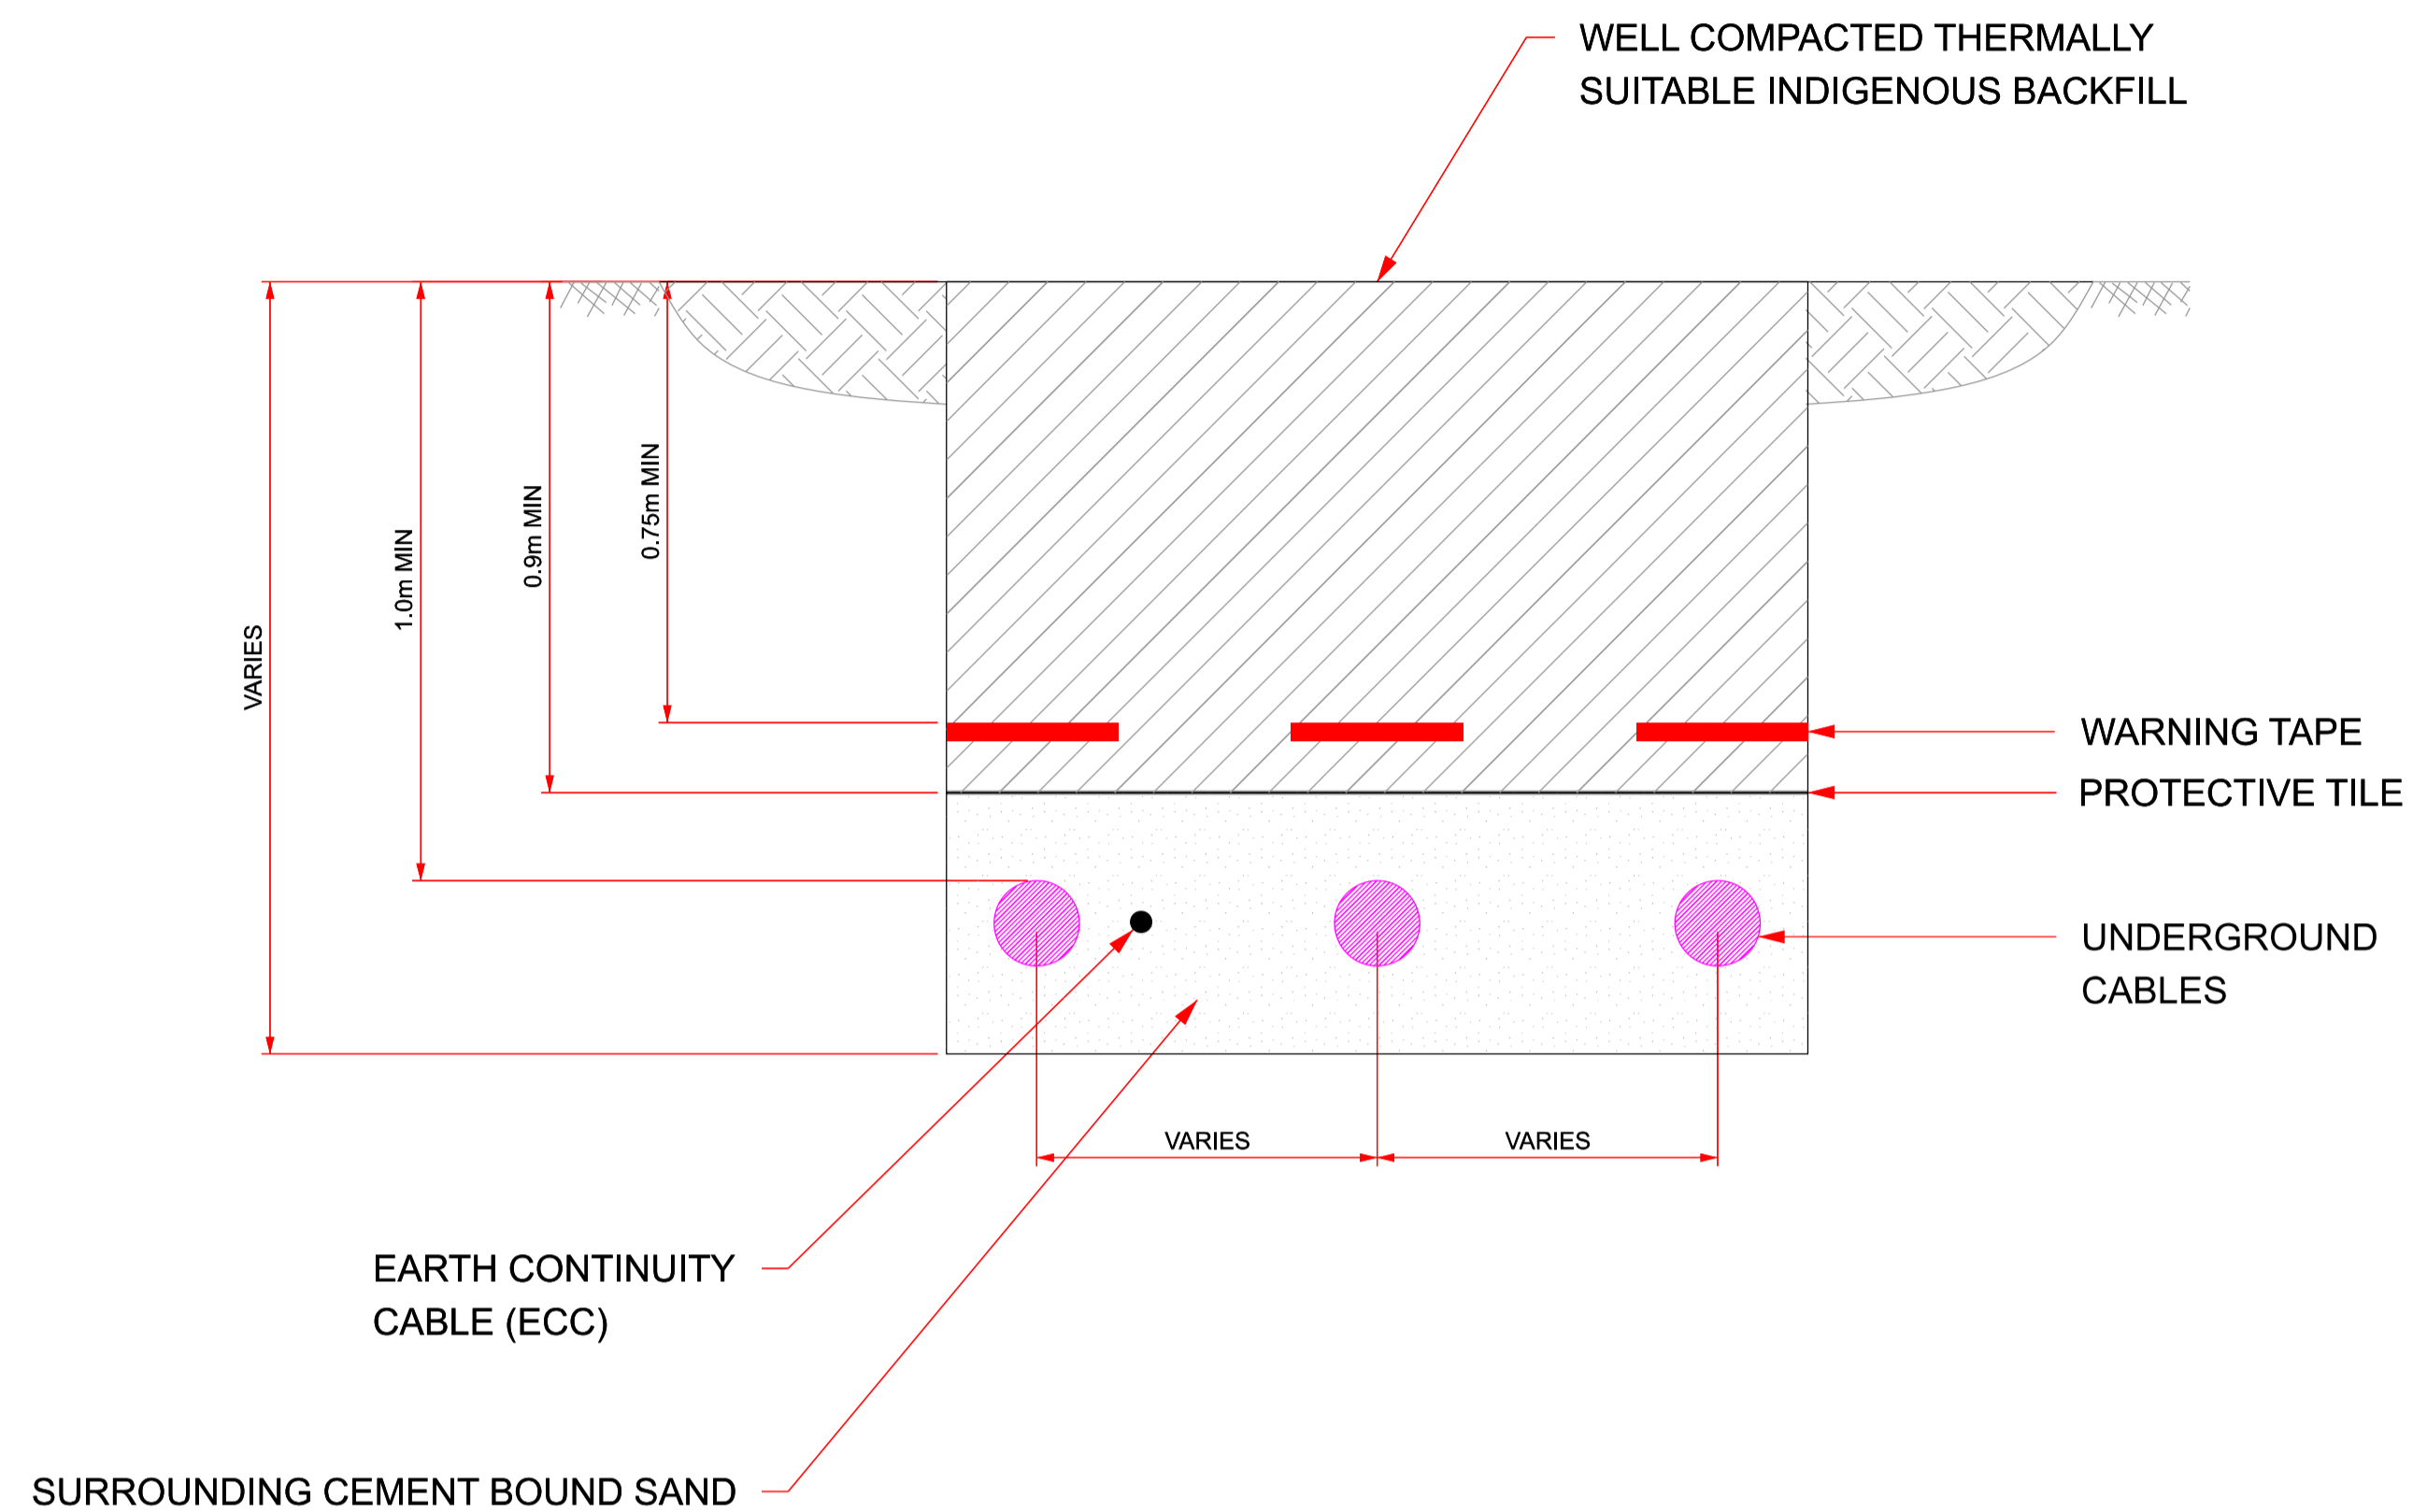 WELL COMPACTED THERMALLY
SUITABLE INDIGENOUS BACKFILL
VARIES
1.0m MIN
0.9m MIN
0.75m MIN
WARNING TAPE
PROTECTIVE TILE
UNDERGROUND
CABLES
VARIES
VARIES
EARTH CONTINUITY
CABLE (ECC)
SURROUNDING CEMENT BOUND SAND